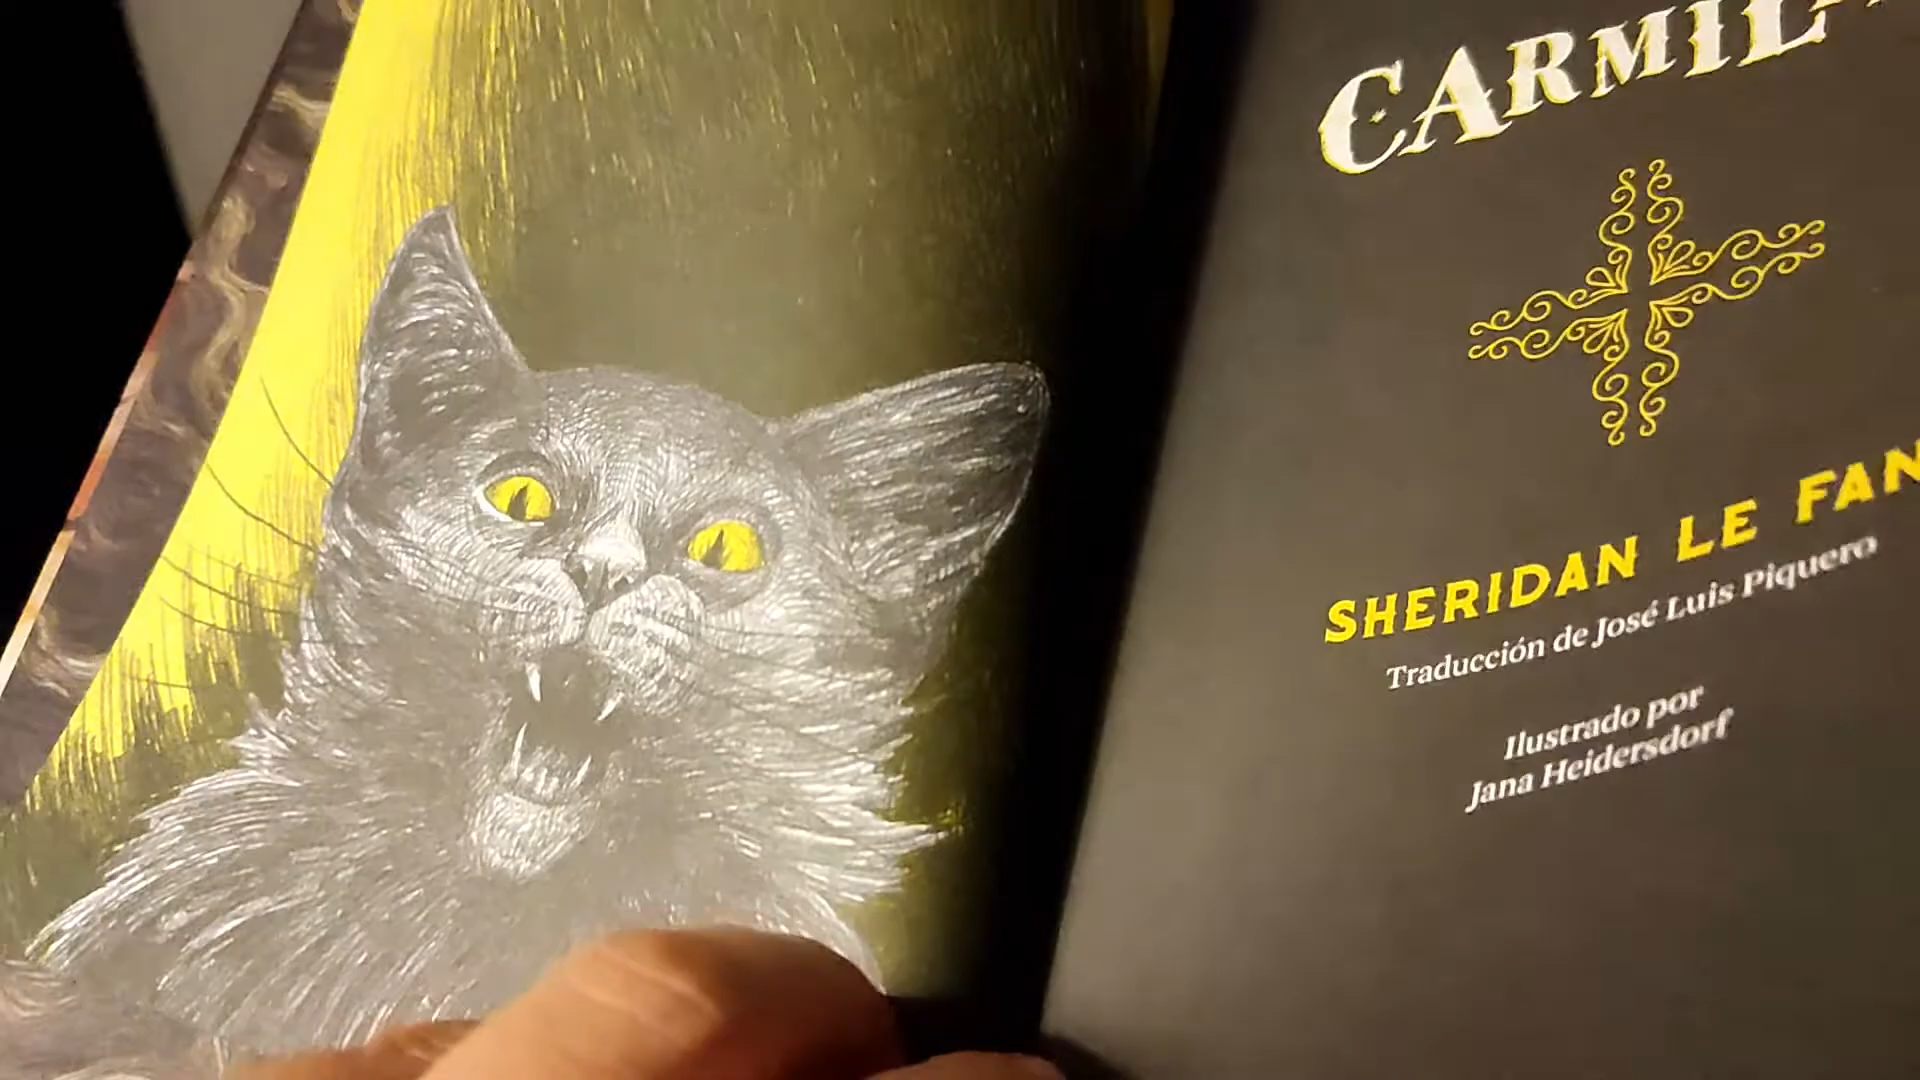 CARMIL
SHERIDAN LE FAN
Traducción de José Luis Piquero
Ilustrado por
Jana Heidersdorf